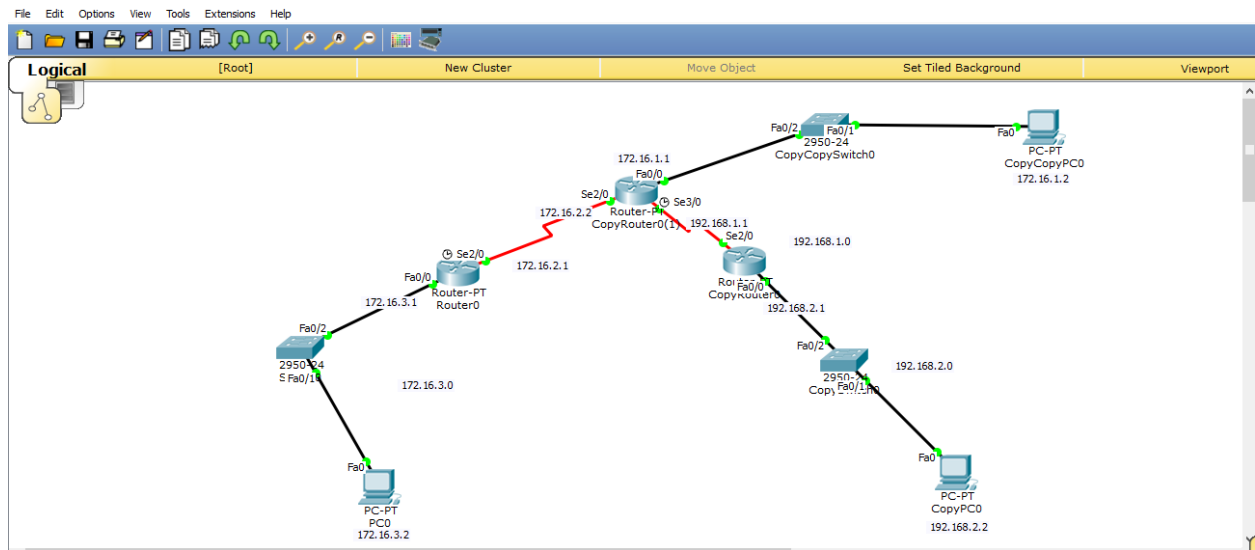 File Edit Options View Tools Extensions Help
Logical [Root] New Cluster Move Object Set Tiled Background Viewport
Fa0/2 Fa0/1
2950-24
CopyCopySwitch0
Fa0
PC-PT
CopyCopyPC0
172.16.1.2
172.16.1.1
Fa0/0
Se2/0
Se3/0
Router-PT
CopyRouter0(1)
172.16.2.2
192.168.1.1
Se2/0
192.168.1.0
Fa0/0
CopyRouter0
192.168.2.1
Se2/0
172.16.2.1
Fa0/0
Router-PT
Router0
172.16.3.1
Fa0/2
2950-24
Fa0/1
172.16.3.0
Fa0/2
192.168.2.0
2950-24
Fa0/1
Fa0
PC-PT
PC0
172.16.3.2
Fa0
PC-PT
CopyPC0
192.168.2.2